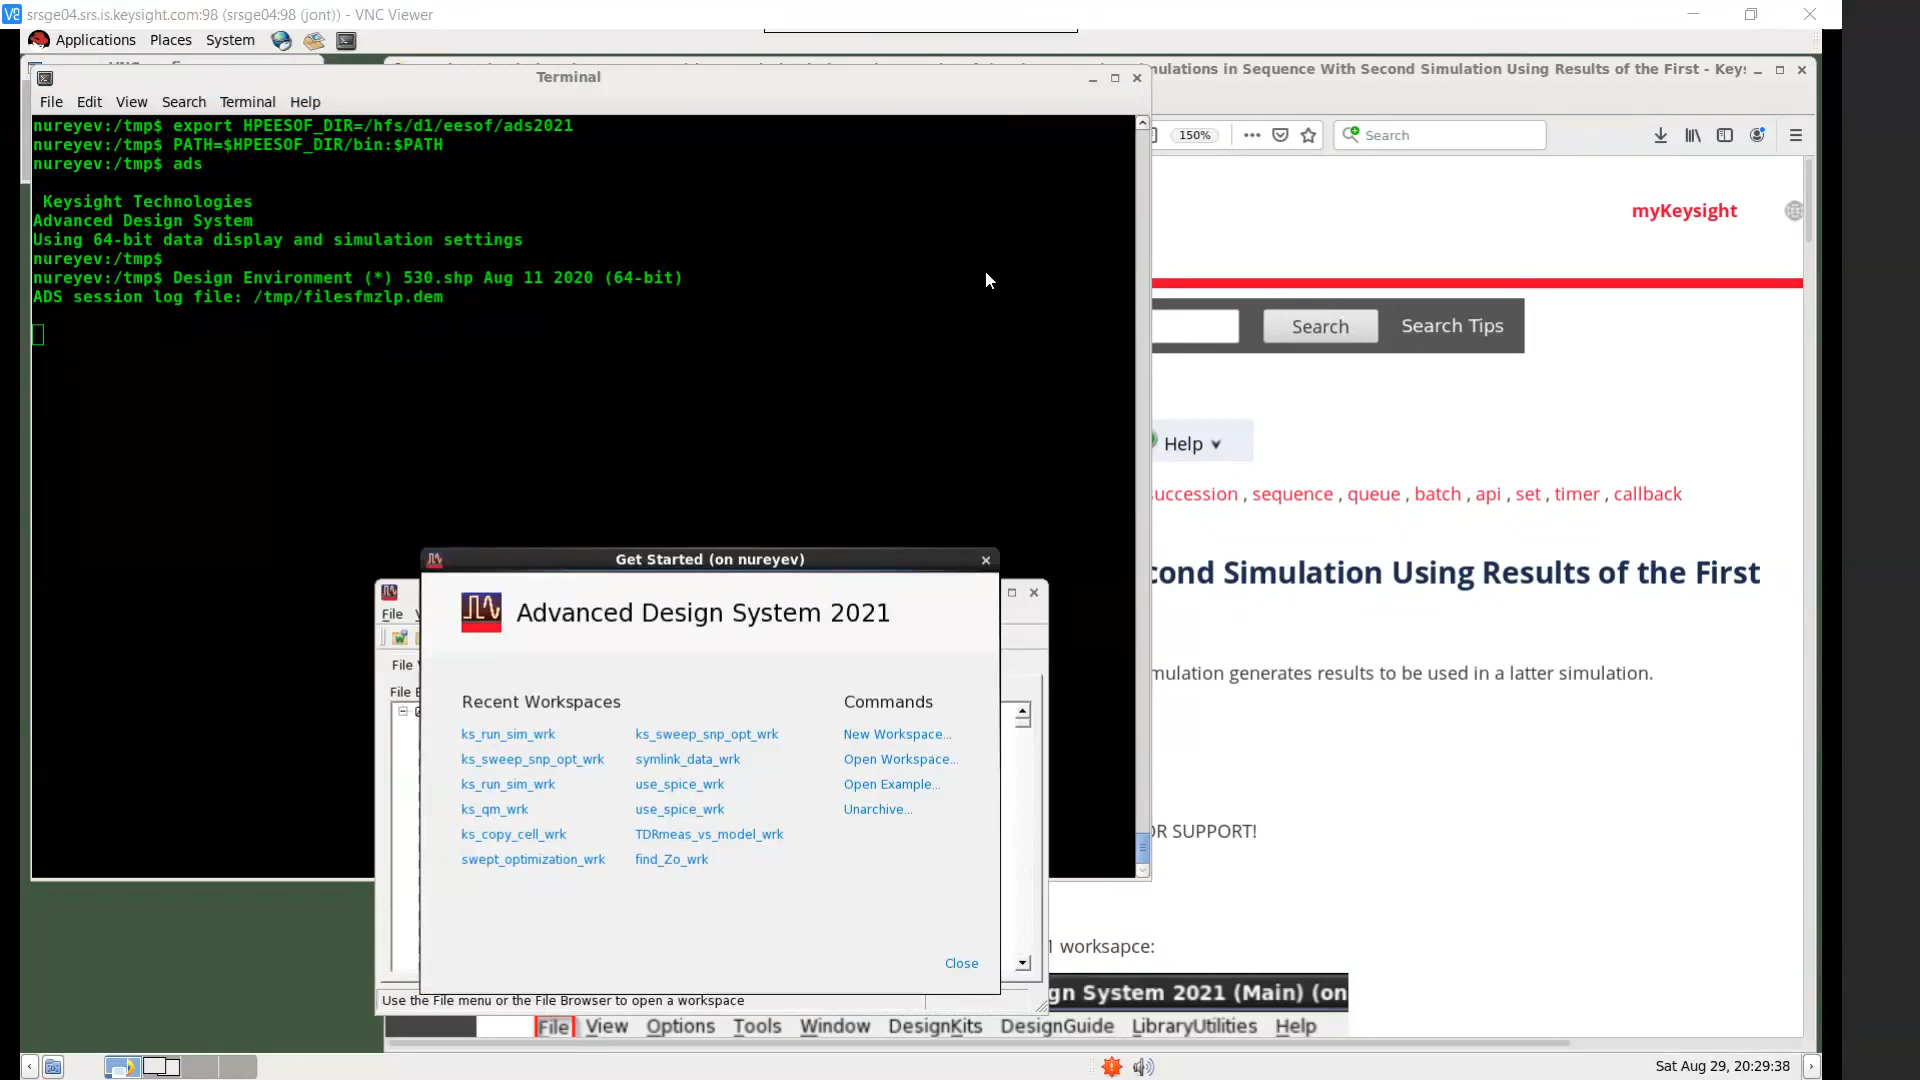 srsge04.srs.is.keysight.com:98 (srsge04:98 (jont)) - VNC Viewer
Applications Places System
Terminal
File Edit View Search Terminal Help
nureyev:/tmp$ export HPEESOF_DIR=/hfs/d1/eesof/ads2021
nureyev:/tmp$ PATH=$HPEESOF_DIR/bin:$PATH
nureyev:/tmp$ ads
Keysight Technologies
Advanced Design System
Using 64-bit data display and simulation settings
nureyev:/tmp$
nureyev:/tmp$ Design Environment (*) 530.shp Aug 11 2020 (64-bit)
ADS session log file: /tmp/filesfmzlp.dem
mulations in Sequence With Second Simulation Using Results of the First - Key
150%
Search
myKeysight
Search Search Tips
Help
uccession , sequence , queue , batch , api , set , timer , callback
cond Simulation Using Results of the First
mulation generates results to be used in a latter simulation.
OR SUPPORT!
1 worksapce:
gn System 2021 (Main) (on
File View Options Tools Window DesignKits DesignGuide LibraryUtilities Help
File
File
File
Get Started (on nureyev)
Advanced Design System 2021
Recent Workspaces
ks_run_sim_wrk
ks_sweep_snp_opt_wrk
ks_run_sim_wrk
ks_qm_wrk
ks_copy_cell_wrk
swept_optimization_wrk
ks_sweep_snp_opt_wrk
symlink_data_wrk
use_spice_wrk
use_spice_wrk
TDRmeas_vs_model_wrk
find_Zo_wrk
Commands
New Workspace...
Open Workspace...
Open Example...
Unarchive...
Close
Use the File menu or the File Browser to open a workspace
Sat Aug 29, 20:29:38